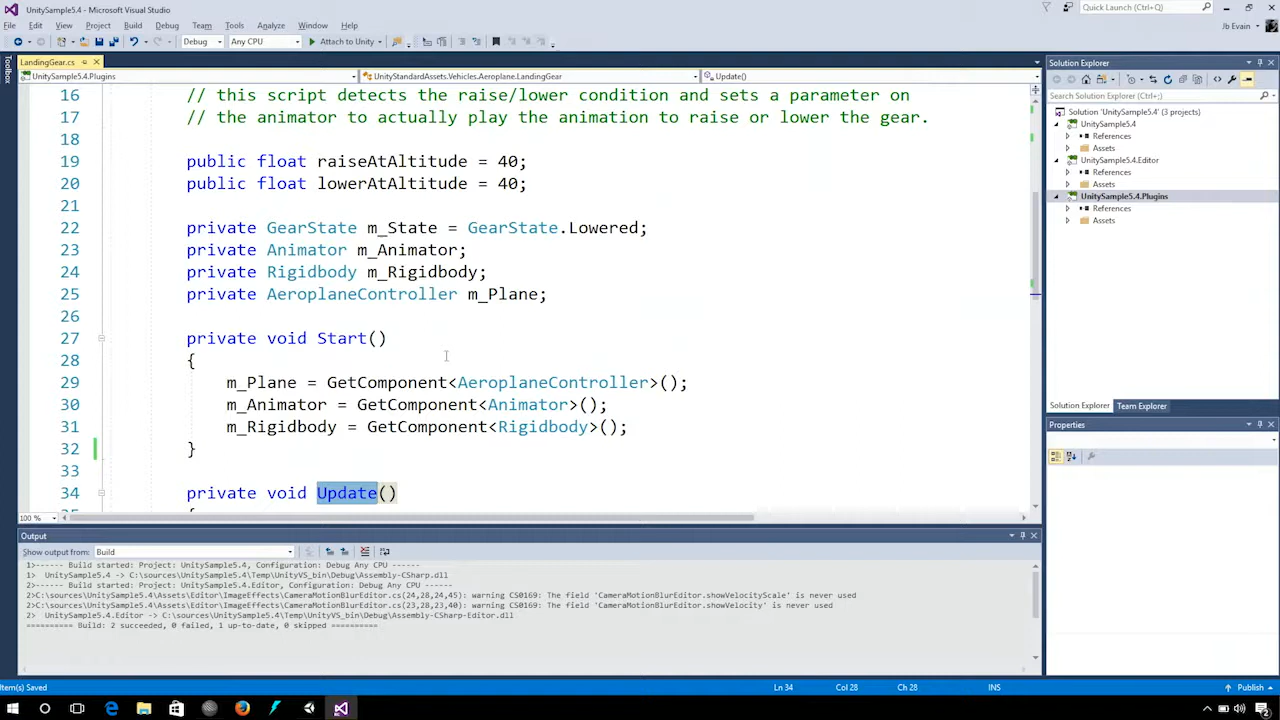 UnitySample5.4 - Microsoft Visual Studio
Quick Launch (Ctrl+;)
File Edit View Project Build Debug Team Tools Analyze Window Help
Jb Evain
Debug Any CPU Attach to Unity
Toolbox
LandingGear.cs
UnitySample5.4.Plugins UnityStandardAssets.Vehicles.Aeroplane.LandingGear Update()
16 // this script detects the raise/lower condition and sets a parameter on
17 // the animator to actually play the animation to raise or lower the gear.
18
19 public float raiseAtAltitude = 40;
20 public float lowerAtAltitude = 40;
21
22 private GearState m_State = GearState.Lowered;
23 private Animator m_Animator;
24 private Rigidbody m_Rigidbody;
25 private AeroplaneController m_Plane;
26
27 private void Start()
28 {
29 m_Plane = GetComponent<AeroplaneController>();
30 m_Animator = GetComponent<Animator>();
31 m_Rigidbody = GetComponent<Rigidbody>();
32 }
33
34 private void Update()
100 %
Output
Show output from: Build
1>------ Build started: Project: UnitySample5.4, Configuration: Debug Any CPU ------
1> UnitySample5.4 -> C:\sources\UnitySample5.4\Temp\UnityVS_bin\Debug\Assembly-CSharp.dll
2>------ Build started: Project: UnitySample5.4.Editor, Configuration: Debug Any CPU ------
2>C:\sources\UnitySample5.4\Assets\Editor\ImageEffects\CameraMotionBlurEditor.cs(24,28,24,45): warning CS0169: The field 'CameraMotionBlurEditor.showVelocityScale' is never used
2>C:\sources\UnitySample5.4\Assets\Editor\ImageEffects\CameraMotionBlurEditor.cs(23,28,23,40): warning CS0169: The field 'CameraMotionBlurEditor.showVelocity' is never used
2> UnitySample5.4.Editor -> C:\sources\UnitySample5.4\Temp\UnityVS_bin\Debug\Assembly-CSharp-Editor.dll
========== Build: 2 succeeded, 0 failed, 1 up-to-date, 0 skipped ==========
Solution Explorer
Search Solution Explorer (Ctrl+;)
Solution 'UnitySample5.4' (3 projects)
UnitySample5.4
References
Assets
UnitySample5.4.Editor
References
Assets
UnitySample5.4.Plugins
References
Assets
Solution Explorer Team Explorer
Properties
Item(s) Saved Ln 34 Col 28 Ch 28 INS Publish